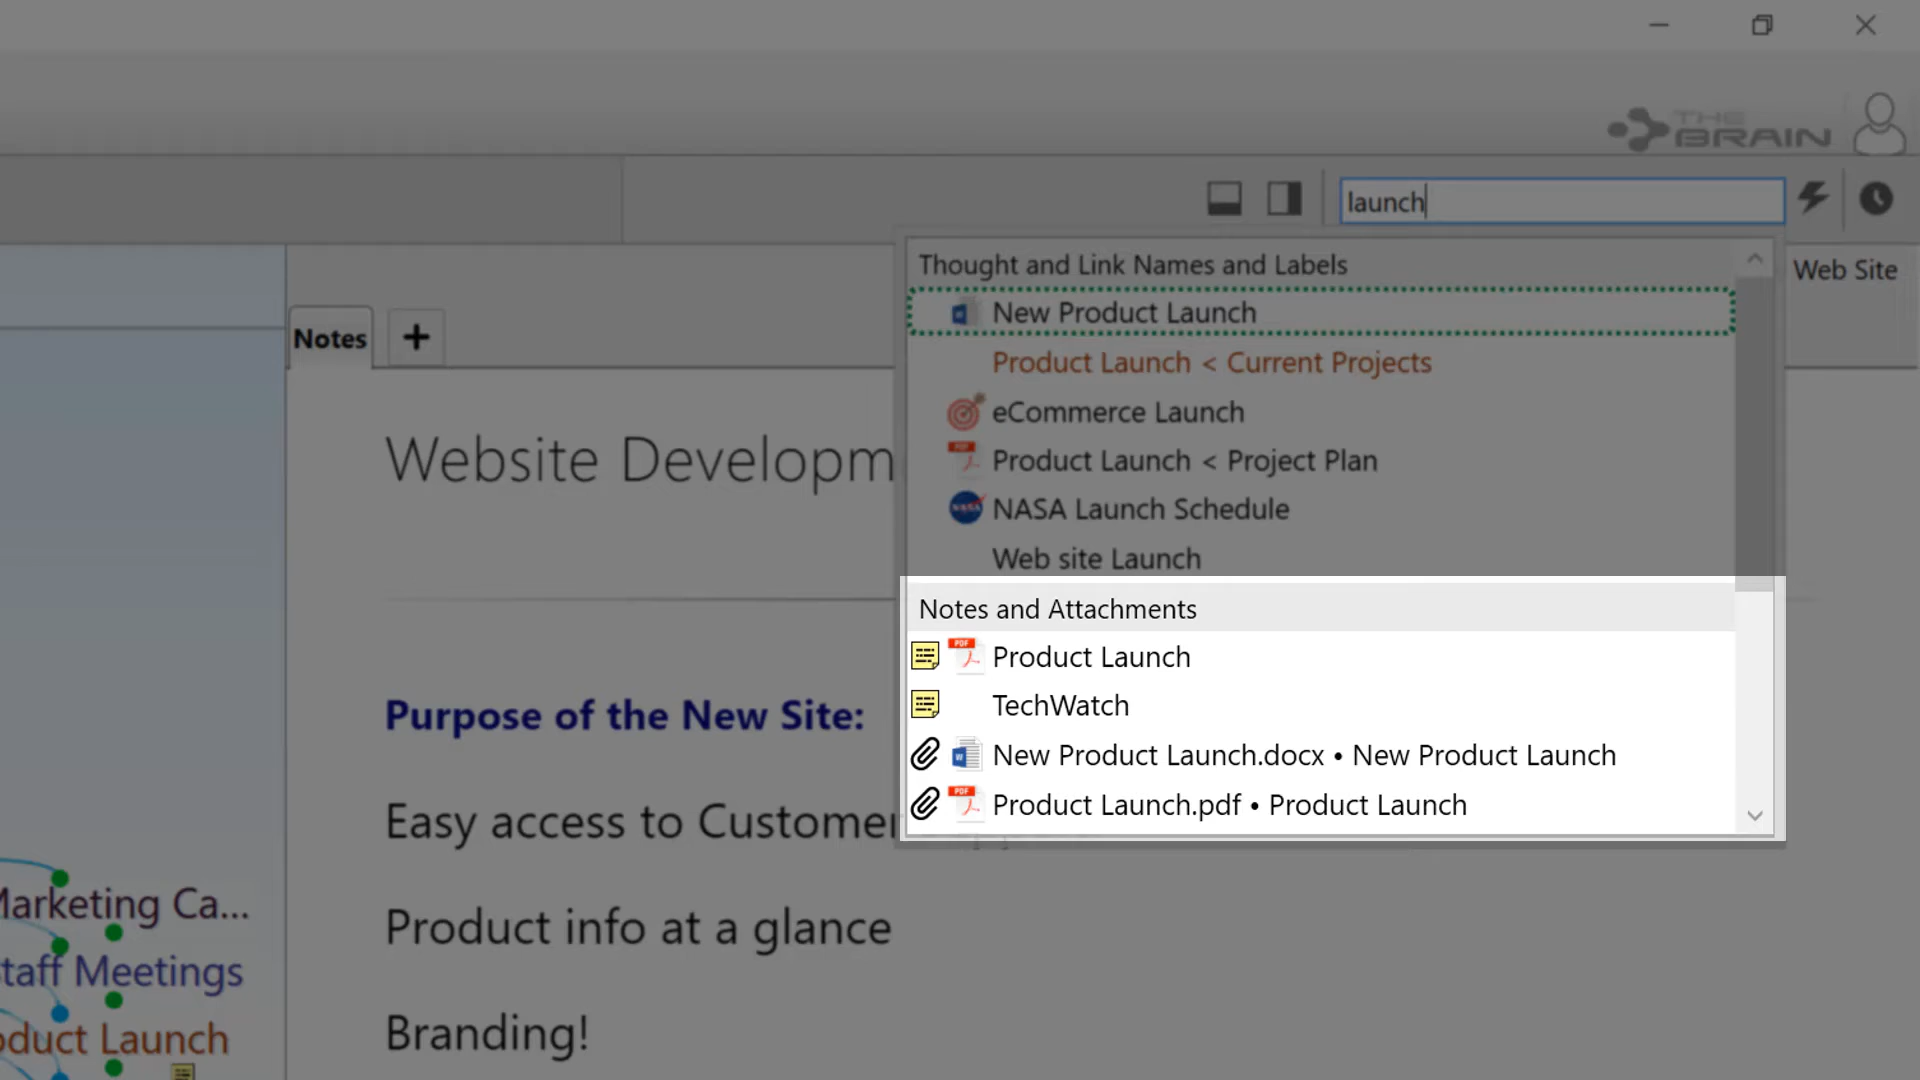 THE
BRAIN
launch
Thought and Link Names and Labels
New Product Launch
Product Launch < Current Projects
eCommerce Launch
Product Launch < Project Plan
NASA Launch Schedule
Web site Launch
Notes and Attachments
Product Launch
TechWatch
New Product Launch.docx • New Product Launch
Product Launch.pdf • Product Launch
Web Site
Notes
Website Developm
Purpose of the New Site:
Easy access to Customer
Product info at a glance
Branding!
Marketing Ca...
taff Meetings
oduct Launch